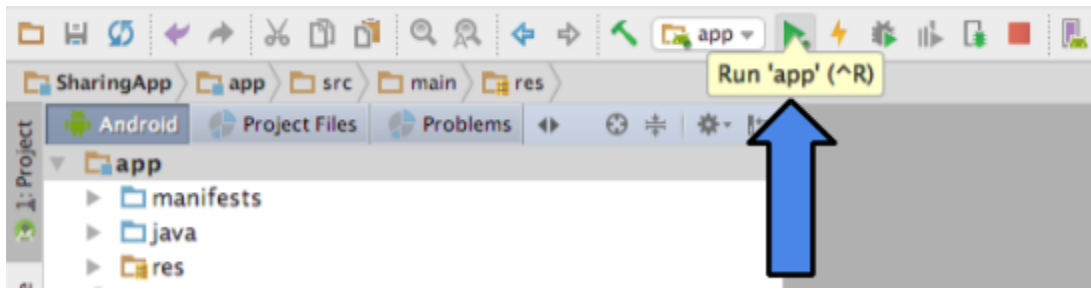 app
Run 'app' (^R)
SharingApp app src main res
1: Project
Android Project Files Problems
app
manifests
java
res